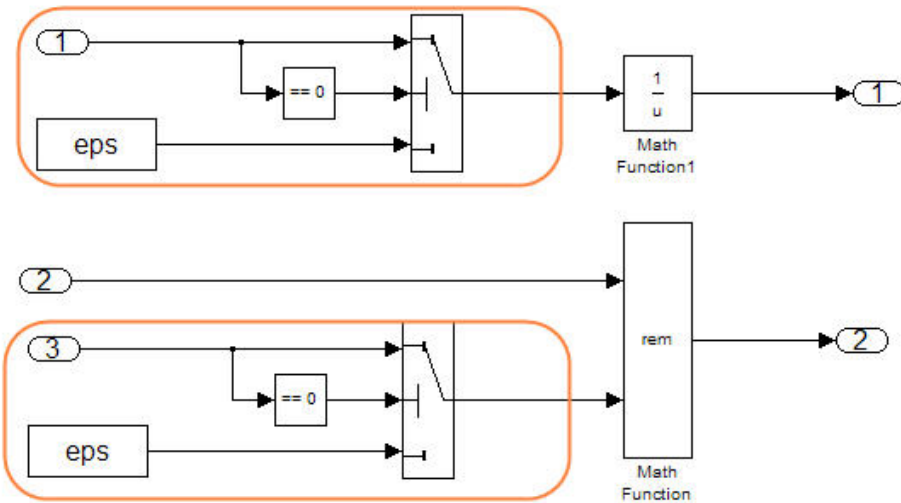 1
== 0
eps
1
u
Math
Function1
1
2
3
== 0
eps
rem
Math
Function
2